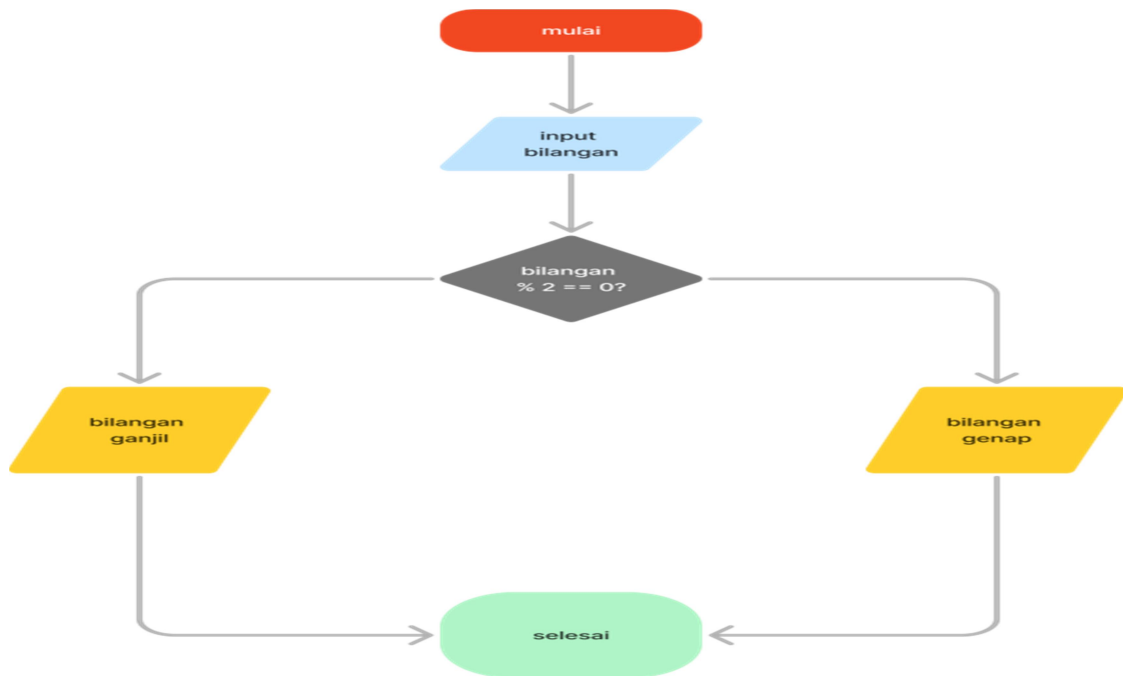 mulai
input
bilangan
bilangan
% 2 == 0?
bilangan
ganjil
bilangan
genap
selesai